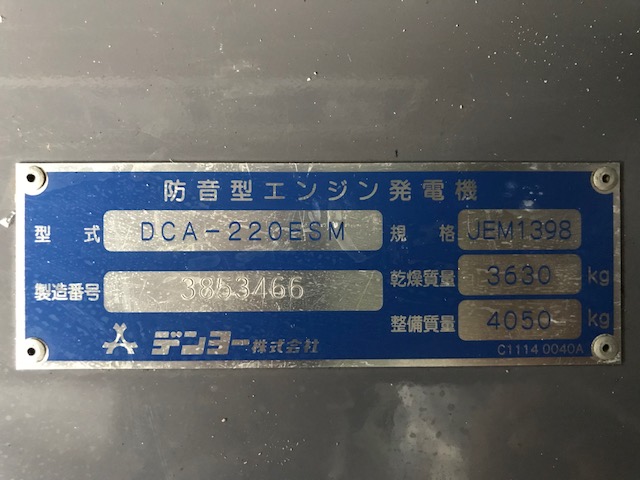 防音型エンジン発電機
型式 DCA-220ESM 規格 JEM1398
製造番号 3853466 乾燥質量 3630 kg
整備質量 4050 kg
デンヨー株式会社 C1114 0040A